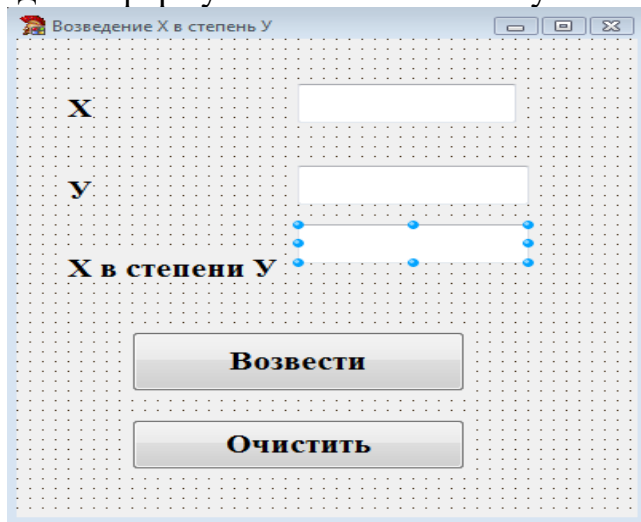 Возведение X в степень У
X
У
X в степени У
Возвести
Очистить